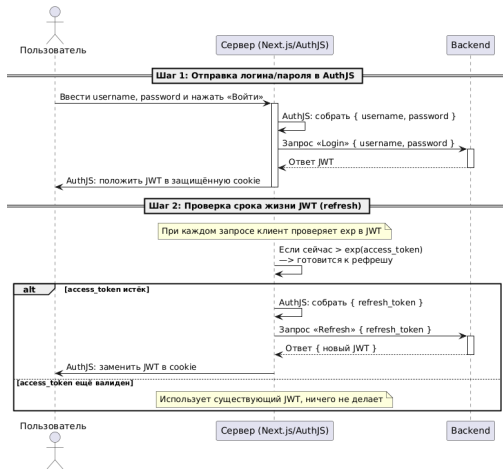 Пользователь
Сервер (Next.js/AuthJS)
Backend
Шаг 1: Отправка логина/пароля в AuthJS
Ввести username, password и нажать «Войти»
AuthJS: собрать { username, password }
Запрос «Login» { username, password }
Ответ JWT
AuthJS: положить JWT в защищённую cookie
Шаг 2: Проверка срока жизни JWT (refresh)
При каждом запросе клиент проверяет exp в JWT
Если сейчас > exp(access_token)
—> готовится к рефрешу
alt
[access_token истёк]
AuthJS: собрать { refresh_token }
Запрос «Refresh» { refresh_token }
Ответ { новый JWT }
AuthJS: заменить JWT в cookie
[access_token ещё валиден]
Использует существующий JWT, ничего не делает
Пользователь
Сервер (Next.js/AuthJS)
Backend